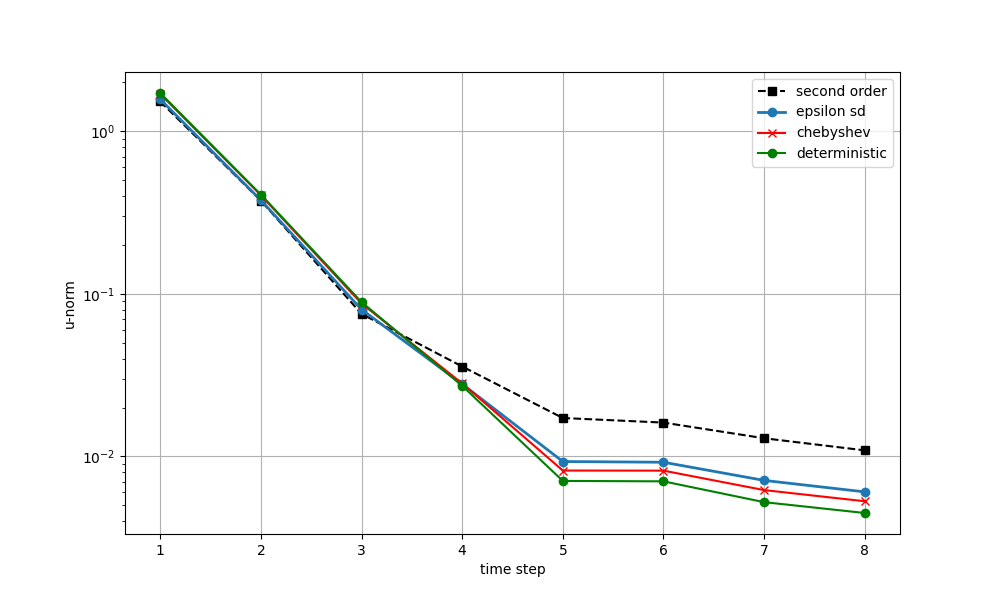 second order
epsilon sd
chebyshev
deterministic
10⁰
10⁻¹
10⁻²
u-norm
1 2 3 4 5 6 7 8
time step